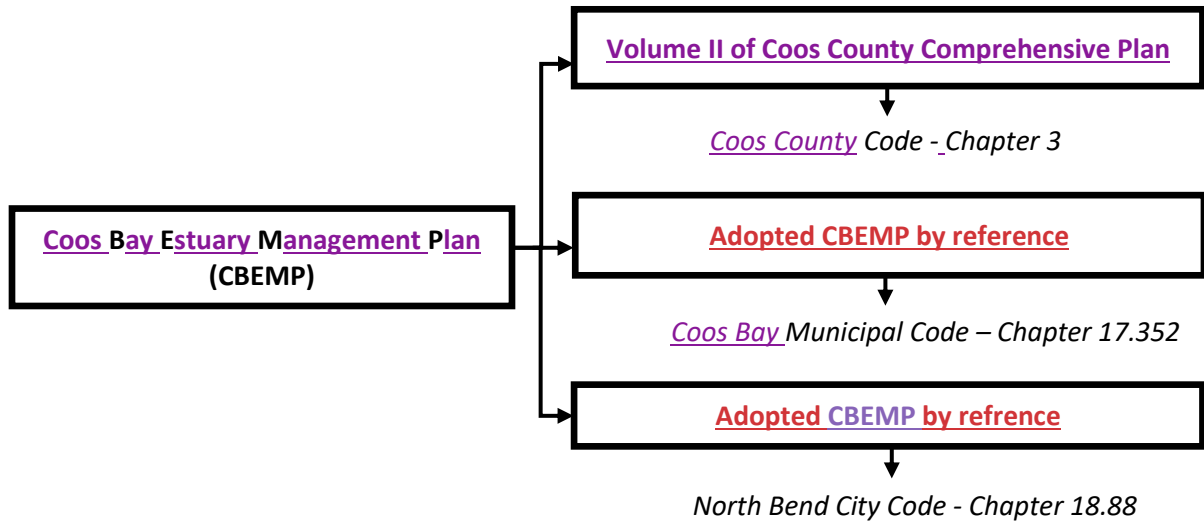 Volume II of Coos County Comprehensive Plan
Coos County Code - Chapter 3
Coos Bay Estuary Management Plan
(CBEMP)
Adopted CBEMP by reference
Coos Bay Municipal Code – Chapter 17.352
Adopted CBEMP by refrence
North Bend City Code - Chapter 18.88